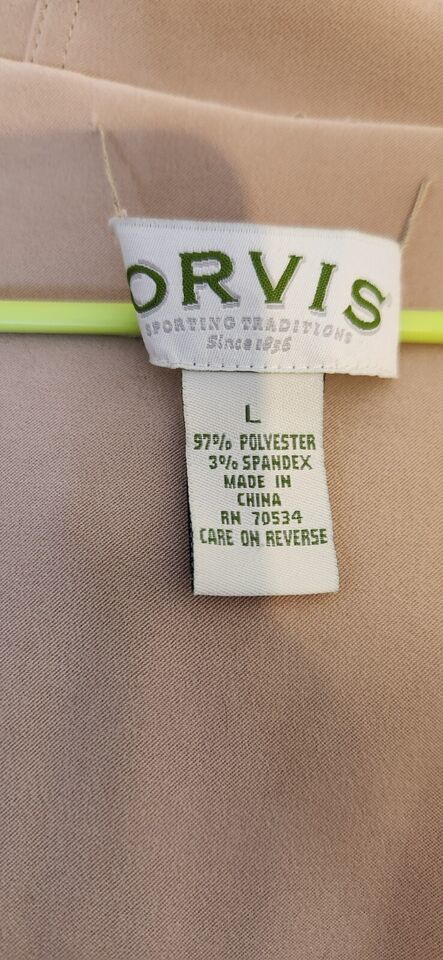 ORVIS
SPORTING TRADITIONS
Since 1856
L
97% POLYESTER
3% SPANDEX
MADE IN
CHINA
RN 70534
CARE ON REVERSE